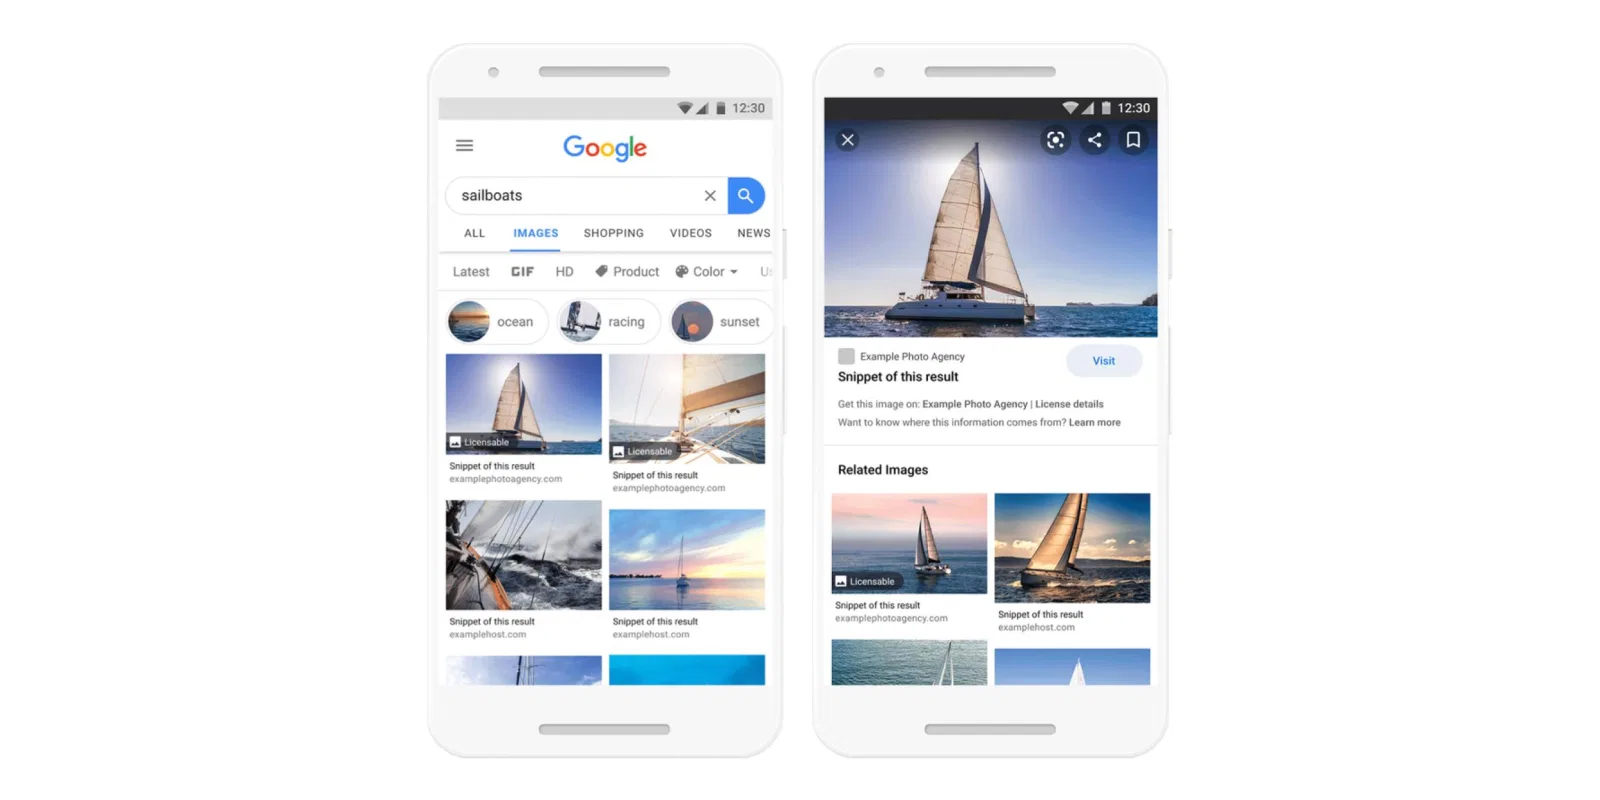 12:30
Google
sailboats
ALL IMAGES SHOPPING VIDEOS NEWS
Latest GIF HD Product Color
ocean racing sunset
Licensable
Licensable
Snippet of this result
examplephotoagency.com
Snippet of this result
examplephotoagency.com
Snippet of this result
examplehost.com
Snippet of this result
examplehost.com
12:30
Example Photo Agency
Visit
Snippet of this result
Get this image on: Example Photo Agency | License details
Want to know where this information comes from? Learn more
Related Images
Licensable
Snippet of this result
examplephotoagency.com
Snippet of this result
examplehost.com